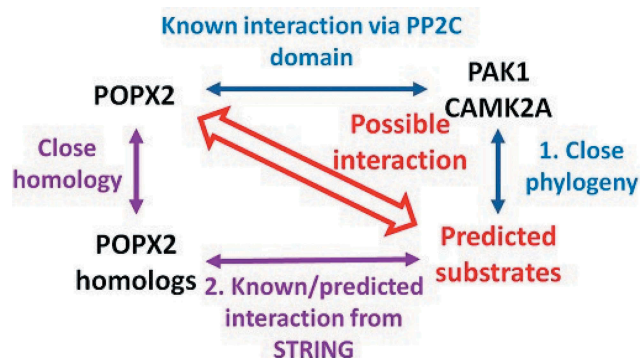 Known interaction via PP2C
domain
POPX2
PAK1
CAMK2A
Possible
interaction
Close
homology
1. Close
phylogeny
POPX2
homologs
Predicted
substrates
2. Known/predicted
interaction from
STRING